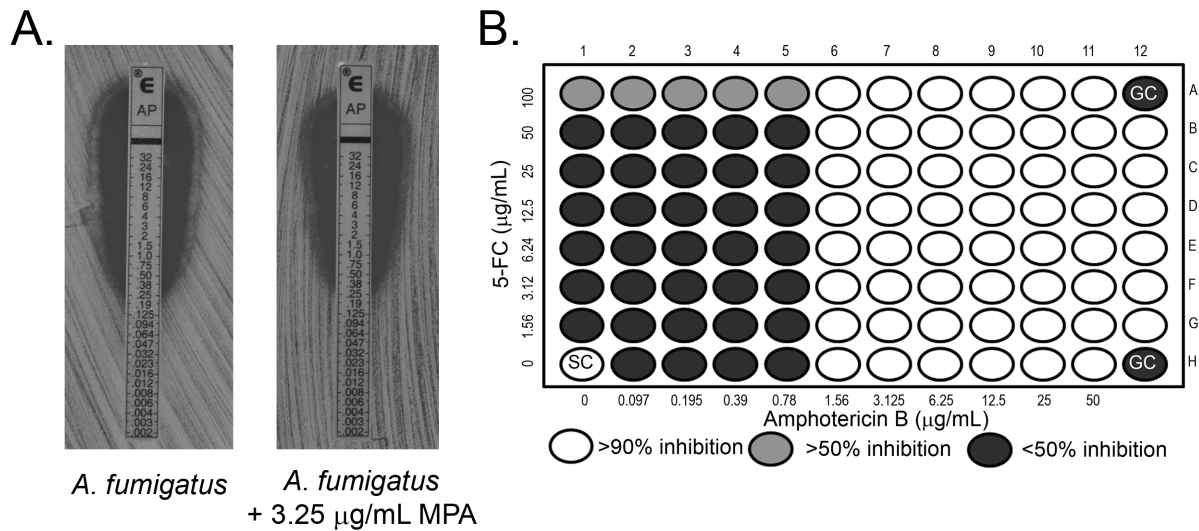 A.
®
E
AP
32
24
16
12
8
6
4
3
2
1.5
1.0
.75
.50
.38
.25
.19
.125
.094
.064
.047
.032
.023
.016
.012
.008
.006
.004
.003
.002
A. fumigatus
®
E
AP
32
24
16
12
8
6
4
3
2
1.5
1.0
.75
.50
.38
.25
.19
.125
.094
.064
.047
.032
.023
.016
.012
.008
.006
.004
.003
.002
A. fumigatus
+ 3.25 μg/mL MPA
B.
1 2 3 4 5 6 7 8 9 10 11 12
5-FC (μg/mL)
100 GC A
50 B
25 C
12.5 D
6.24 E
3.12 F
1.56 G
0 SC GC H
0 0.097 0.195 0.39 0.78 1.56 3.125 6.25 12.5 25 50
Amphotericin B (μg/mL)
>90% inhibition >50% inhibition <50% inhibition